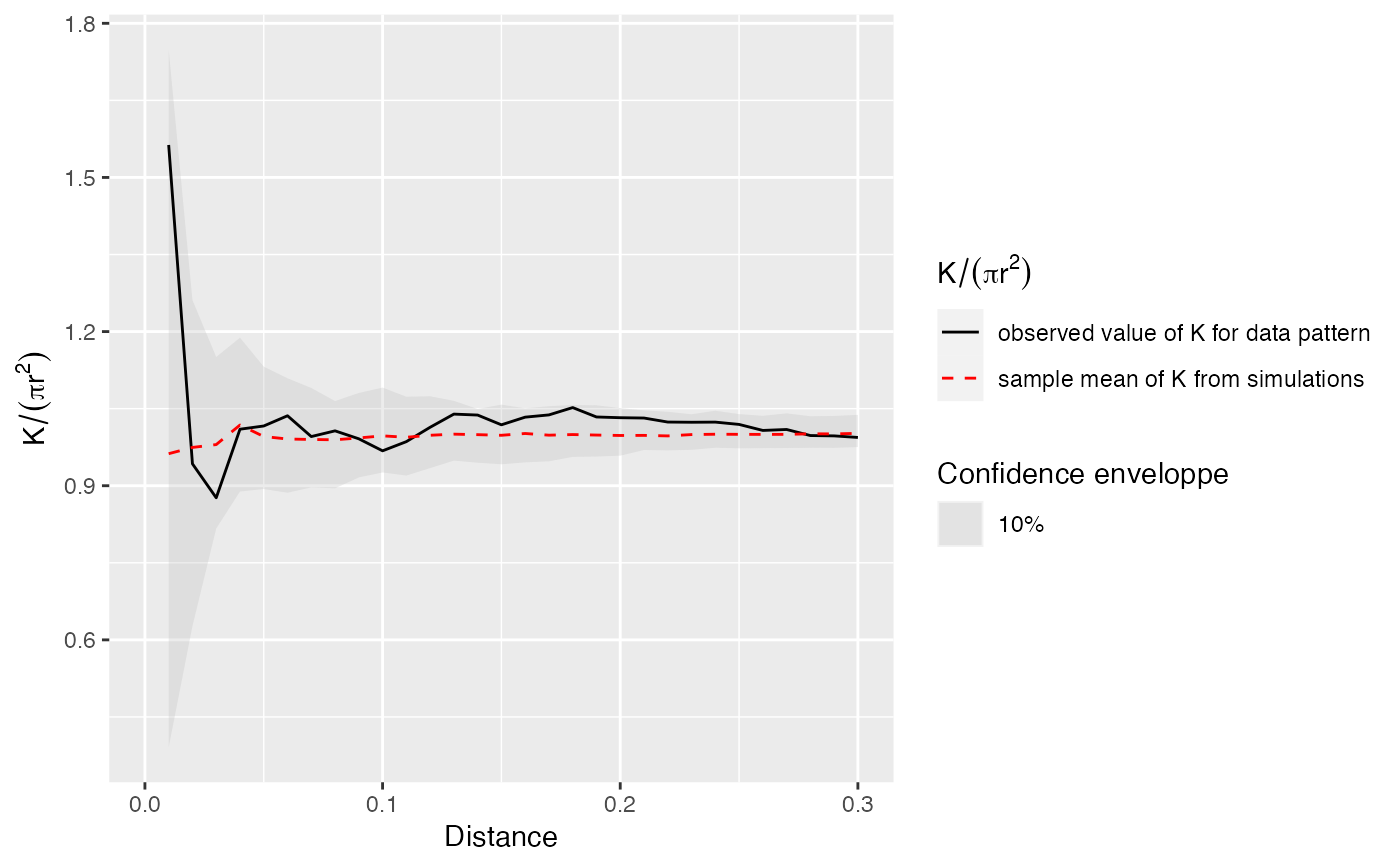 1.8
1.5
1.2
0.9
0.6
K/(πr²)
0.0 0.1 0.2 0.3
Distance
K/(πr²)
observed value of K for data pattern
sample mean of K from simulations
Confidence enveloppe
10%